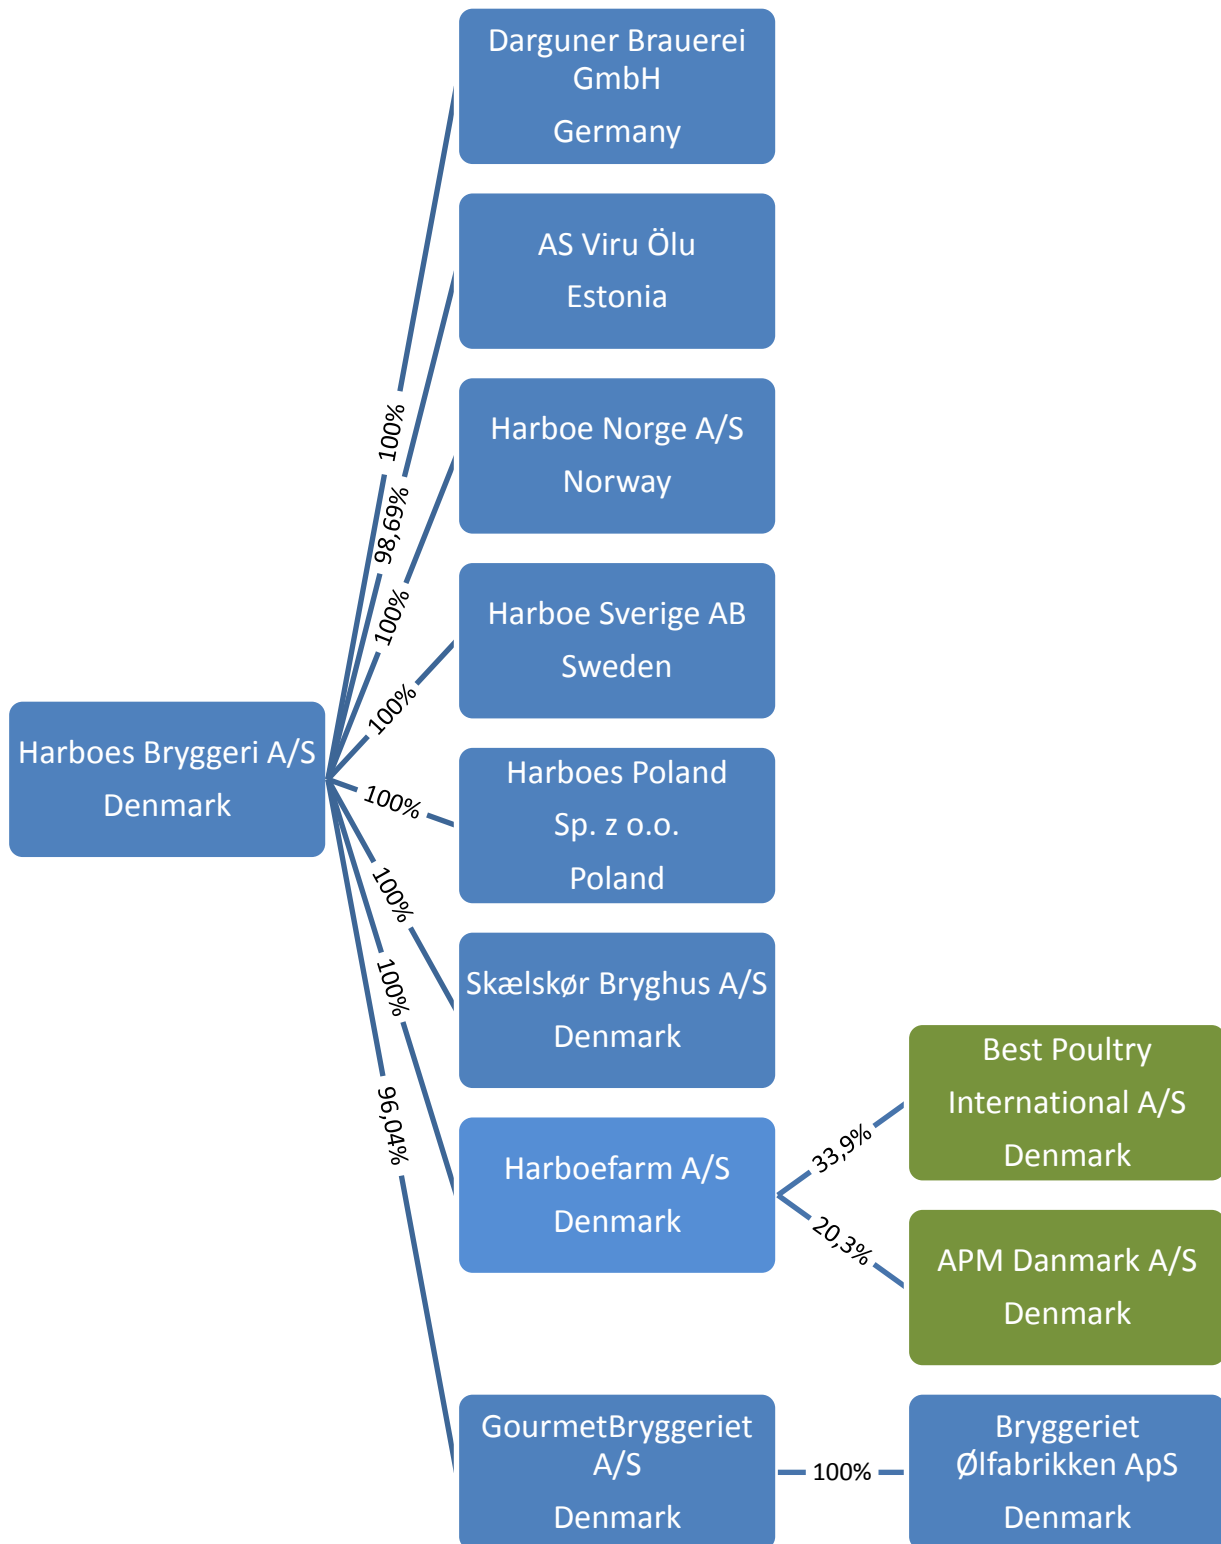 Darguner Brauerei
GmbH
Germany
AS Viru Ölu
Estonia
Harboe Norge A/S
Norway
Harboe Sverige AB
Sweden
Harboes Bryggeri A/S
Denmark
Harboes Poland
Sp. z o.o.
Poland
Skælskør Bryghus A/S
Denmark
Harboefarm A/S
Denmark
GourmetBryggeriet
A/S
Denmark
Best Poultry
International A/S
Denmark
APM Danmark A/S
Denmark
Bryggeriet
Ølfabrikken ApS
Denmark
100%
98,69%
100%
100%
100%
100%
100%
96,04%
33,9%
20,3%
100%